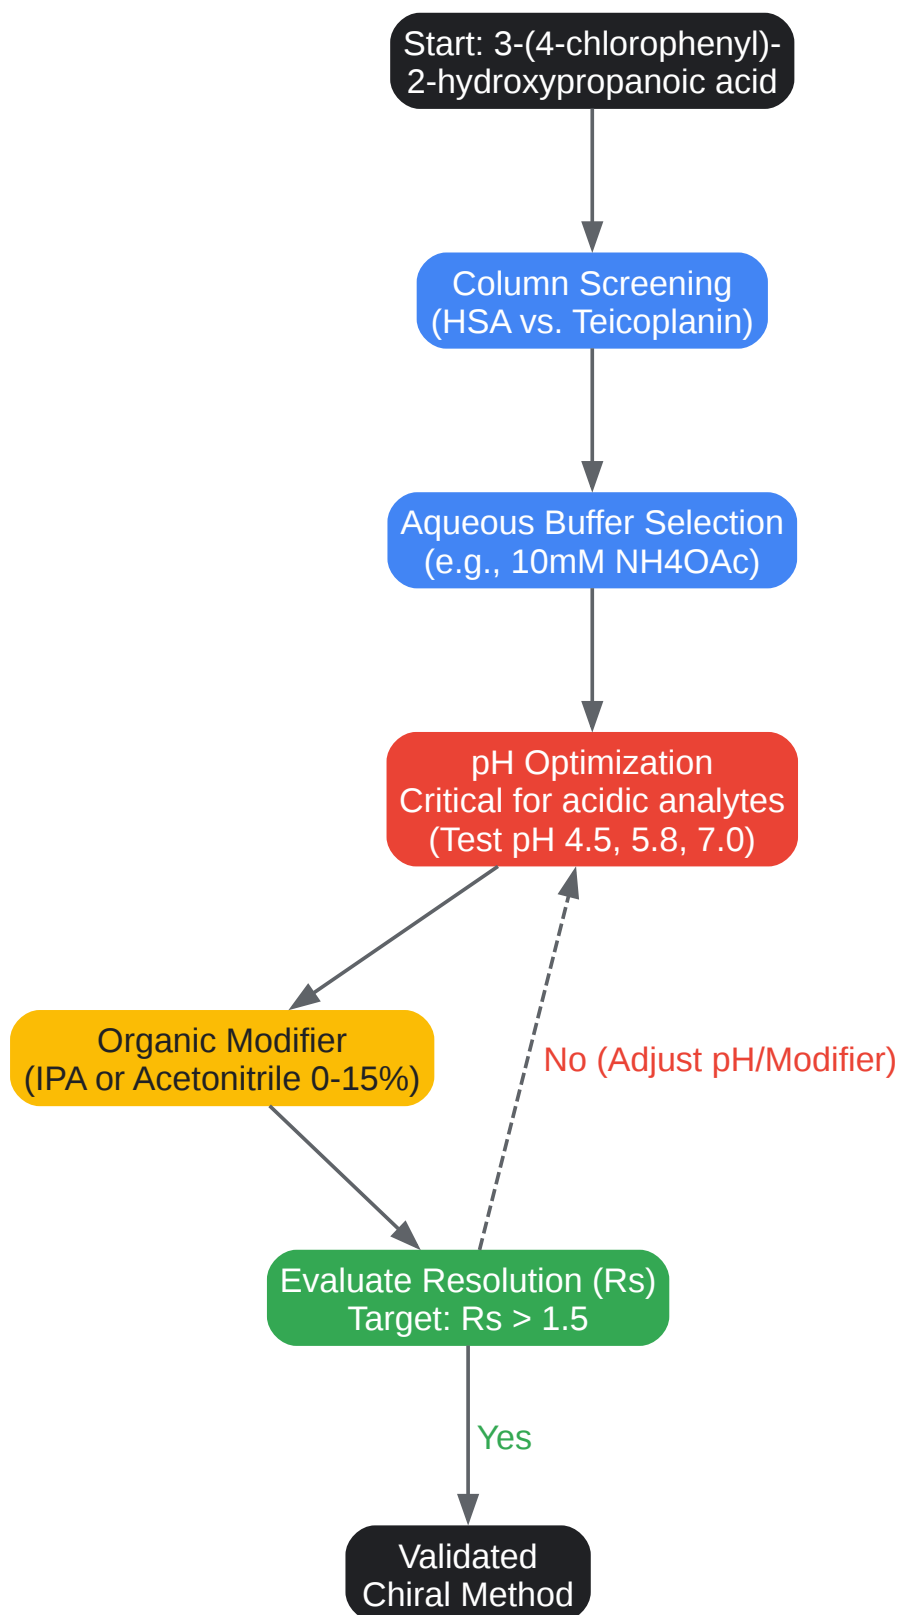 Start: 3-(4-chlorophenyl)-
2-hydroxypropanoic acid
Column Screening
(HSA vs. Teicoplanin)
Aqueous Buffer Selection
(e.g., 10mM NH4OAc)
pH Optimization
Critical for acidic analytes
(Test pH 4.5, 5.8, 7.0)
Organic Modifier
(IPA or Acetonitrile 0-15%)
No (Adjust pH/Modifier)
Evaluate Resolution (Rs)
Target: Rs > 1.5
Yes
Validated
Chiral Method